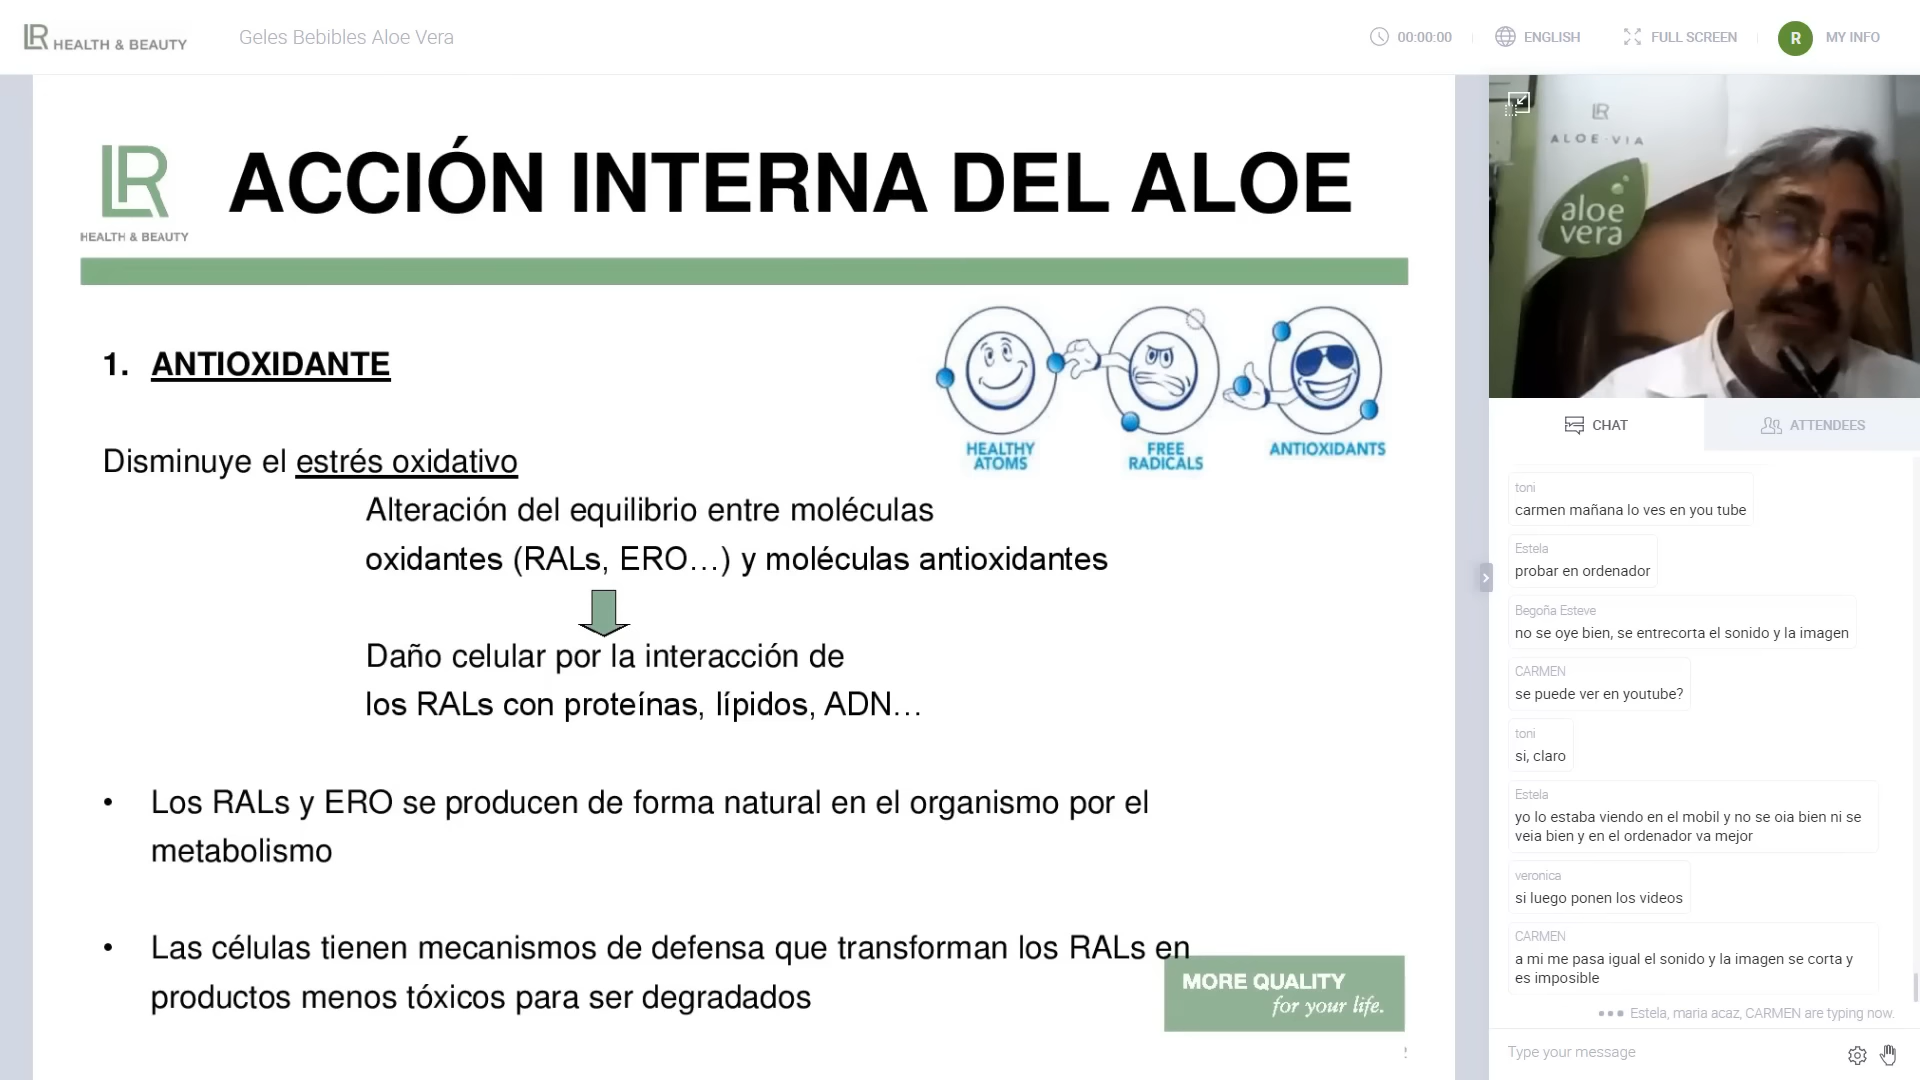 LR HEALTH & BEAUTY
Geles Bebibles Aloe Vera
00:00:00
ENGLISH
FULL SCREEN
R
MY INFO
LR
HEALTH & BEAUTY
ACCIÓN INTERNA DEL ALOE
1. ANTIOXIDANTE
HEALTHY
ATOMS
FREE
RADICALS
ANTIOXIDANTS
Disminuye el estrés oxidativo
Alteración del equilibrio entre moléculas
oxidantes (RALs, ERO…) y moléculas antioxidantes
Daño celular por la interacción de
los RALs con proteínas, lípidos, ADN…
• Los RALs y ERO se producen de forma natural en el organismo por el
metabolismo
• Las células tienen mecanismos de defensa que transforman los RALs en
productos menos tóxicos para ser degradados
MORE QUALITY
for your life.
LR
ALOE·VIA
aloe
vera
CHAT
ATTENDEES
toni
carmen mañana lo ves en you tube
Estela
probar en ordenador
Begoña Esteve
no se oye bien, se entrecorta el sonido y la imagen
CARMEN
se puede ver en youtube?
toni
si, claro
Estela
yo lo estaba viendo en el mobil y no se oia bien ni se
veia bien y en el ordenador va mejor
veronica
si luego ponen los videos
CARMEN
a mi me pasa igual el sonido y la imagen se corta y
es imposible
Estela, maria acaz, CARMEN are typing now.
Type your message